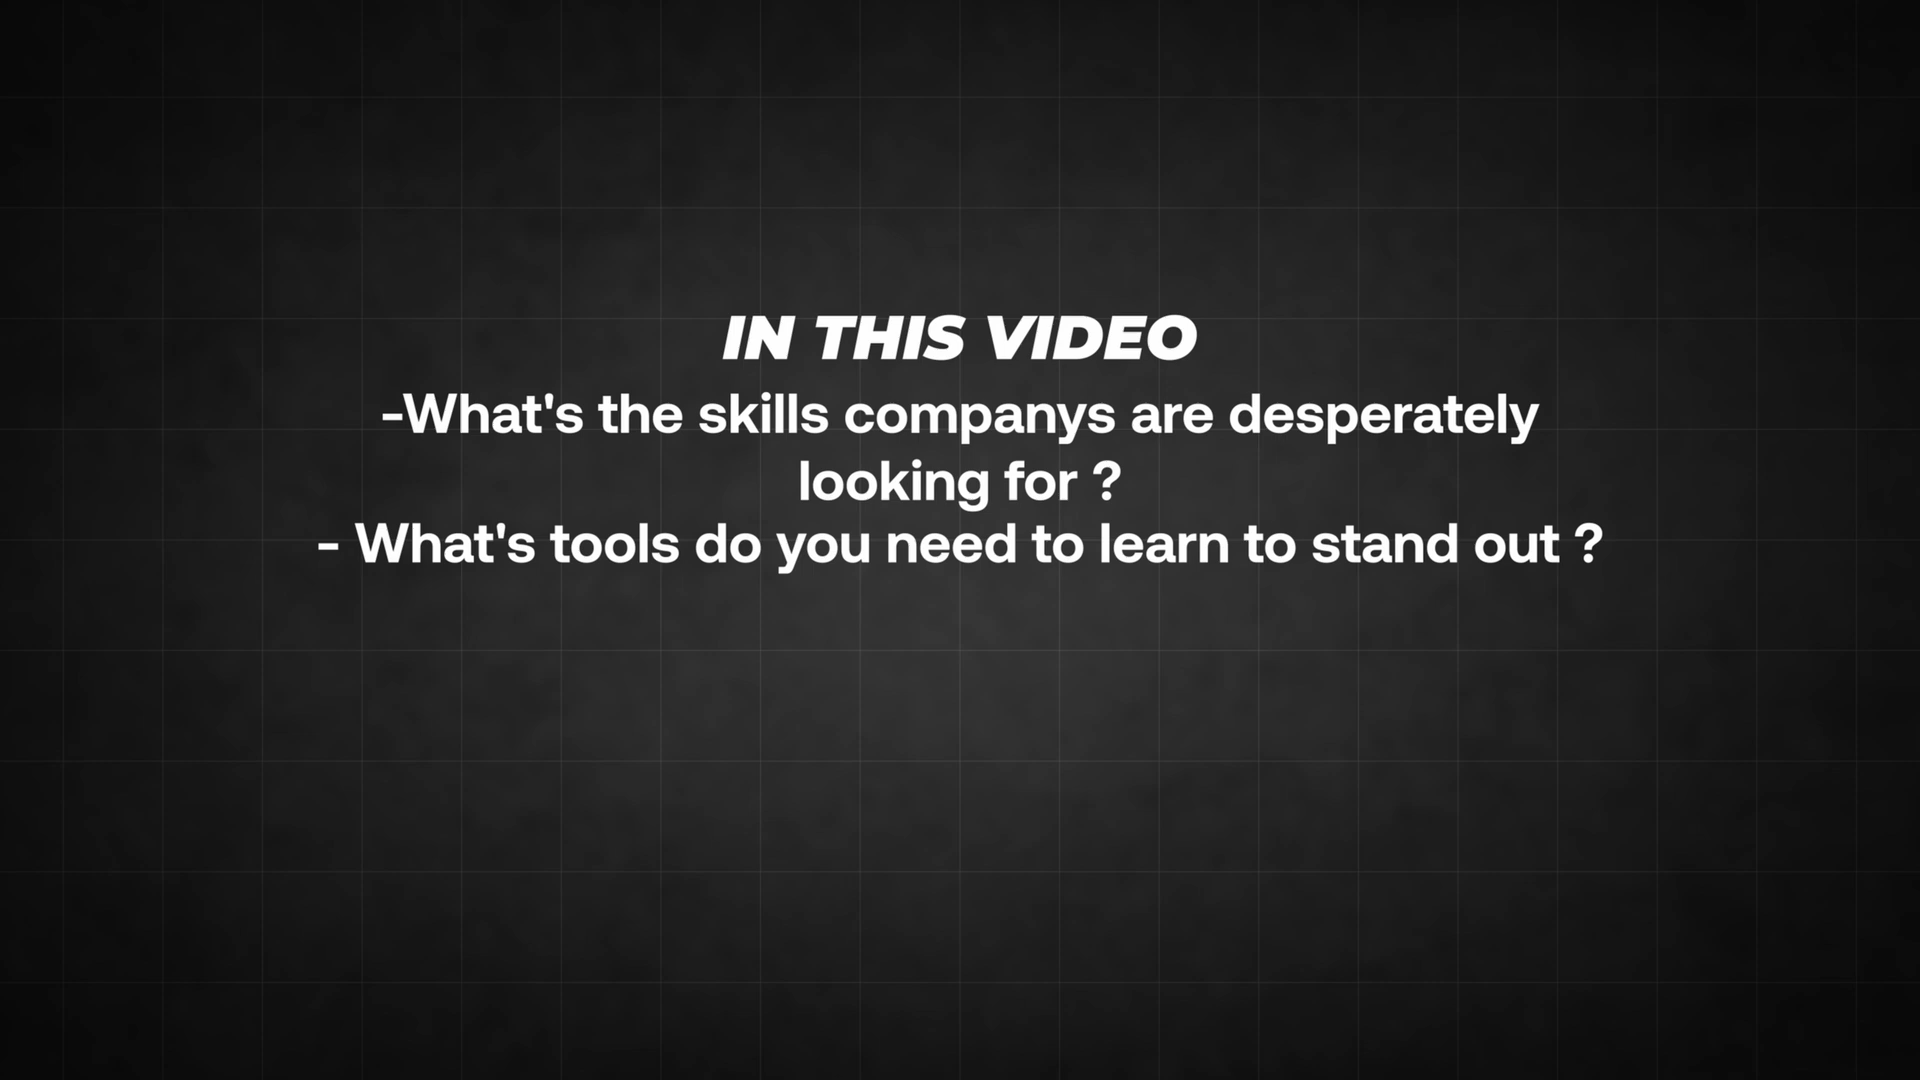 IN THIS VIDEO
-What's the skills companys are desperately
looking for ?
- What's tools do you need to learn to stand out ?